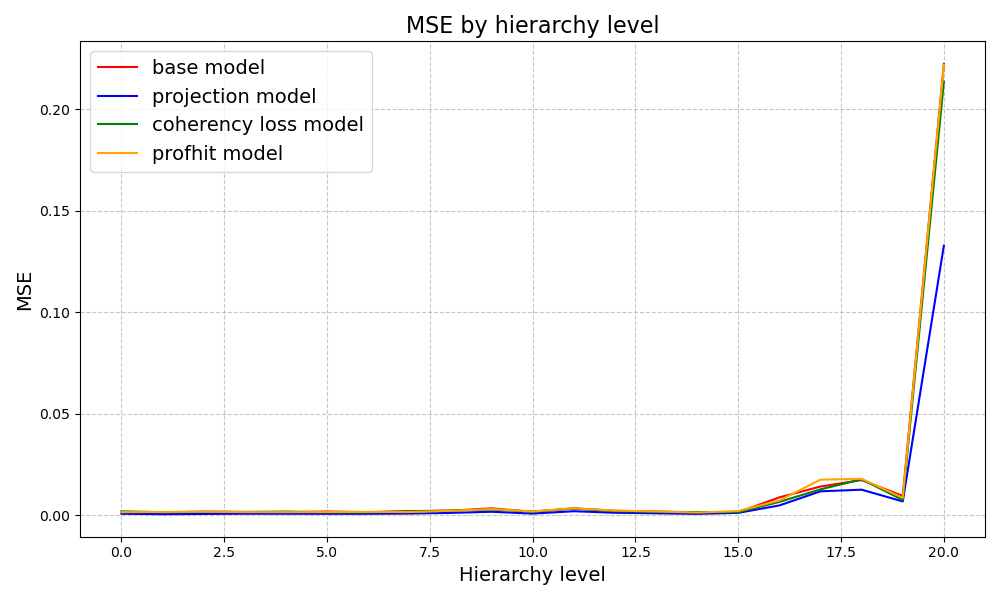 MSE by hierarchy level
base model
projection model
coherency loss model
profhit model
MSE
0.20
0.15
0.10
0.05
0.00
0.0 2.5 5.0 7.5 10.0 12.5 15.0 17.5 20.0
Hierarchy level